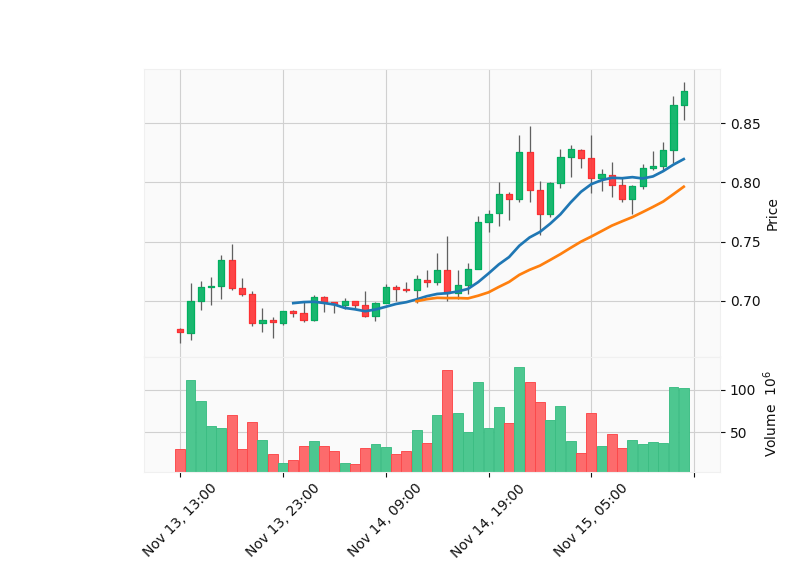 0.85
0.80
0.75
0.70
Price
100
50
Volume 10⁶
Nov 13, 13:00
Nov 13, 23:00
Nov 14, 09:00
Nov 14, 19:00
Nov 15, 05:00